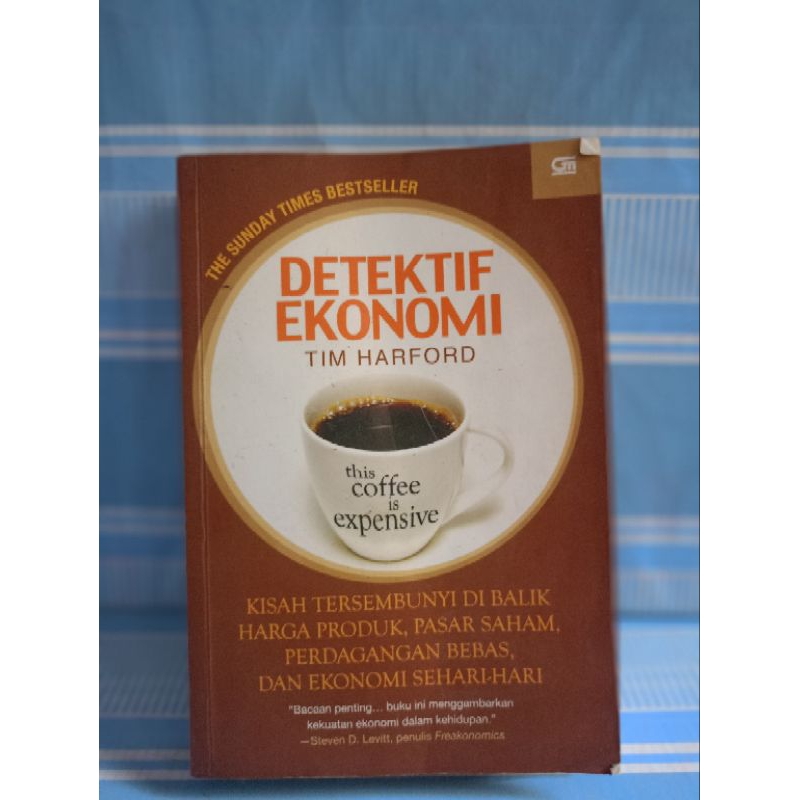 THE SUNDAY TIMES BESTSELLER
GM
DETEKTIF
EKONOMI
TIM HARFORD
this
coffee
is
expensive
KISAH TERSEMBUNYI DI BALIK
HARGA PRODUK, PASAR SAHAM,
PERDAGANGAN BEBAS,
DAN EKONOMI SEHARI-HARI
"Bacaan penting... buku ini menggambarkan
kekuatan ekonomi dalam kehidupan."
—Steven D. Levitt, penulis Freakonomics